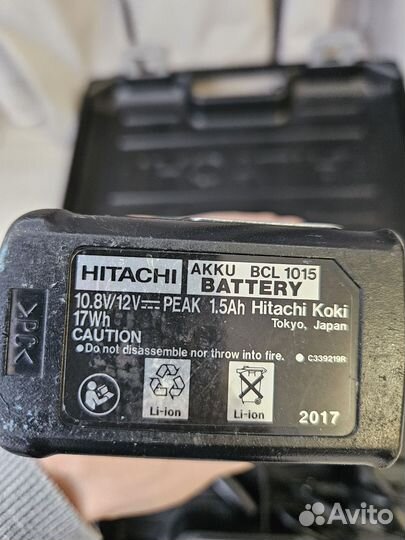 HITACHI
AKKU BCL 1015
BATTERY
10.8V/12V⎓PEAK 1.5Ah Hitachi Koki
17Wh
Tokyo, Japan
CAUTION
●Do not disassemble nor throw into fire.
● C339219R
Li-ion
Li-ion
2017
>PC<
Avito